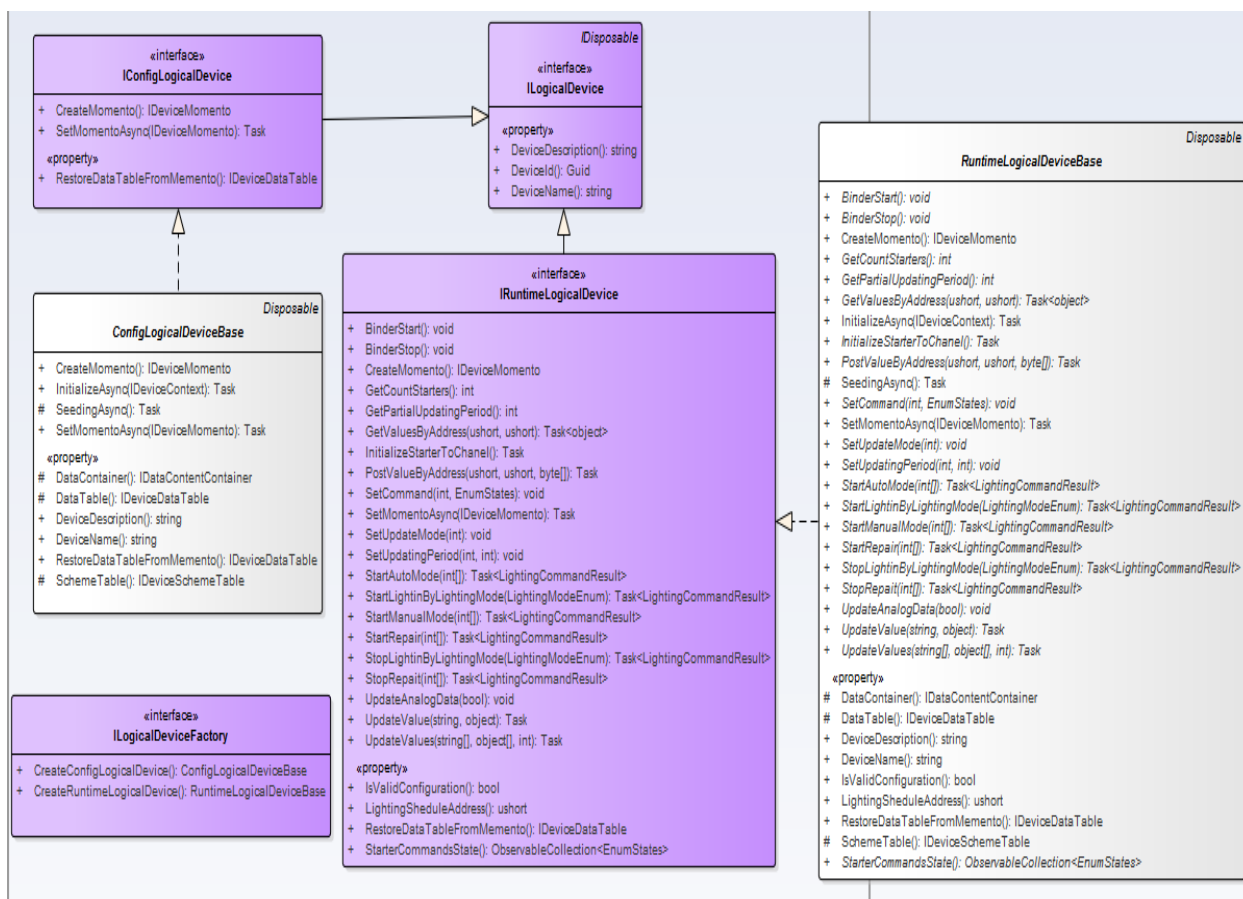 «interface»
IConfigLogicalDevice
+ CreateMomento(): IDeviceMomento
+ SetMomentoAsync(IDeviceMomento): Task
«property»
+ RestoreDataTableFromMemento(): IDeviceDataTable
IDisposable
«interface»
ILogicalDevice
«property»
+ DeviceDescription(): string
+ DeviceId(): Guid
+ DeviceName(): string
Disposable
ConfigLogicalDeviceBase
+ CreateMomento(): IDeviceMomento
+ InitializeAsync(IDeviceContext): Task
# SeedingAsync(): Task
+ SetMomentoAsync(IDeviceMomento): Task
«property»
# DataContainer(): IDataContentContainer
# DataTable(): IDeviceDataTable
+ DeviceDescription(): string
+ DeviceName(): string
+ RestoreDataTableFromMemento(): IDeviceDataTable
# SchemeTable(): IDeviceSchemeTable
«interface»
ILogicalDeviceFactory
+ CreateConfigLogicalDevice(): ConfigLogicalDeviceBase
+ CreateRuntimeLogicalDevice(): RuntimeLogicalDeviceBase
«interface»
IRuntimeLogicalDevice
+ BinderStart(): void
+ BinderStop(): void
+ CreateMomento(): IDeviceMomento
+ GetCountStarters(): int
+ GetPartialUpdatingPeriod(): int
+ GetValuesByAddress(ushort, ushort): Task<object>
+ InitializeStarterToChanel(): Task
+ PostValueByAddress(ushort, ushort, byte[]): Task
+ SetCommand(int, EnumStates): void
+ SetMomentoAsync(IDeviceMomento): Task
+ SetUpdateMode(int): void
+ SetUpdatingPeriod(int, int): void
+ StartAutoMode(int[]): Task<LightingCommandResult>
+ StartLightinByLightingMode(LightingModeEnum): Task<LightingCommandResult>
+ StartManualMode(int[]): Task<LightingCommandResult>
+ StartRepair(int[]): Task<LightingCommandResult>
+ StopLightinByLightingMode(LightingModeEnum): Task<LightingCommandResult>
+ StopRepait(int[]): Task<LightingCommandResult>
+ UpdateAnalogData(bool): void
+ UpdateValue(string, object): Task
+ UpdateValues(string[], object[], int): Task
«property»
+ IsValidConfiguration(): bool
+ LightingSheduleAddress(): ushort
+ RestoreDataTableFromMemento(): IDeviceDataTable
+ StarterCommandsState(): ObservableCollection<EnumStates>
Disposable
RuntimeLogicalDeviceBase
+ BinderStart(): void
+ BinderStop(): void
+ CreateMomento(): IDeviceMomento
+ GetCountStarters(): int
+ GetPartialUpdatingPeriod(): int
+ GetValuesByAddress(ushort, ushort): Task<object>
+ InitializeAsync(IDeviceContext): Task
+ InitializeStarterToChanel(): Task
+ PostValueByAddress(ushort, ushort, byte[]): Task
# SeedingAsync(): Task
+ SetCommand(int, EnumStates): void
+ SetMomentoAsync(IDeviceMomento): Task
+ SetUpdateMode(int): void
+ SetUpdatingPeriod(int, int): void
+ StartAutoMode(int[]): Task<LightingCommandResult>
+ StartLightinByLightingMode(LightingModeEnum): Task<LightingCommandResult>
+ StartManualMode(int[]): Task<LightingCommandResult>
+ StartRepair(int[]): Task<LightingCommandResult>
+ StopLightinByLightingMode(LightingModeEnum): Task<LightingCommandResult>
+ StopRepait(int[]): Task<LightingCommandResult>
+ UpdateAnalogData(bool): void
+ UpdateValue(string, object): Task
+ UpdateValues(string[], object[], int): Task
«property»
# DataContainer(): IDataContentContainer
# DataTable(): IDeviceDataTable
+ DeviceDescription(): string
+ DeviceName(): string
+ IsValidConfiguration(): bool
+ LightingSheduleAddress(): ushort
+ RestoreDataTableFromMemento(): IDeviceDataTable
# SchemeTable(): IDeviceSchemeTable
+ StarterCommandsState(): ObservableCollection<EnumStates>